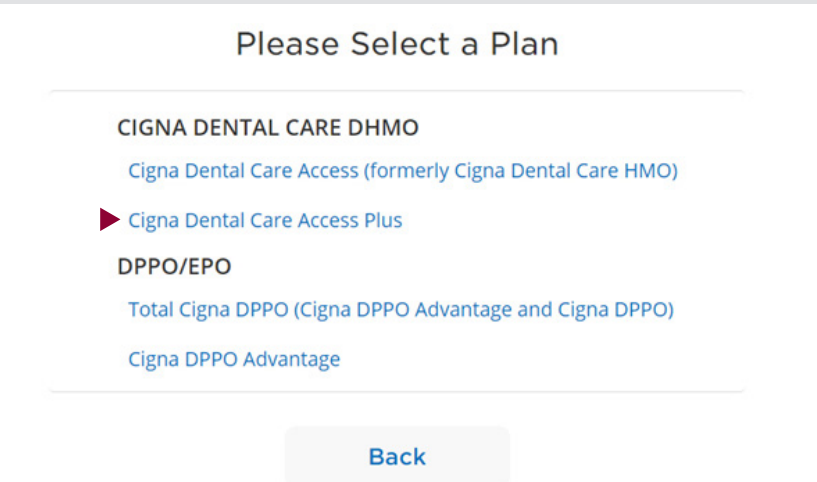 Please Select a Plan
CIGNA DENTAL CARE DHMO
Cigna Dental Care Access (formerly Cigna Dental Care HMO)
Cigna Dental Care Access Plus
DPPO/EPO
Total Cigna DPPO (Cigna DPPO Advantage and Cigna DPPO)
Cigna DPPO Advantage
Back